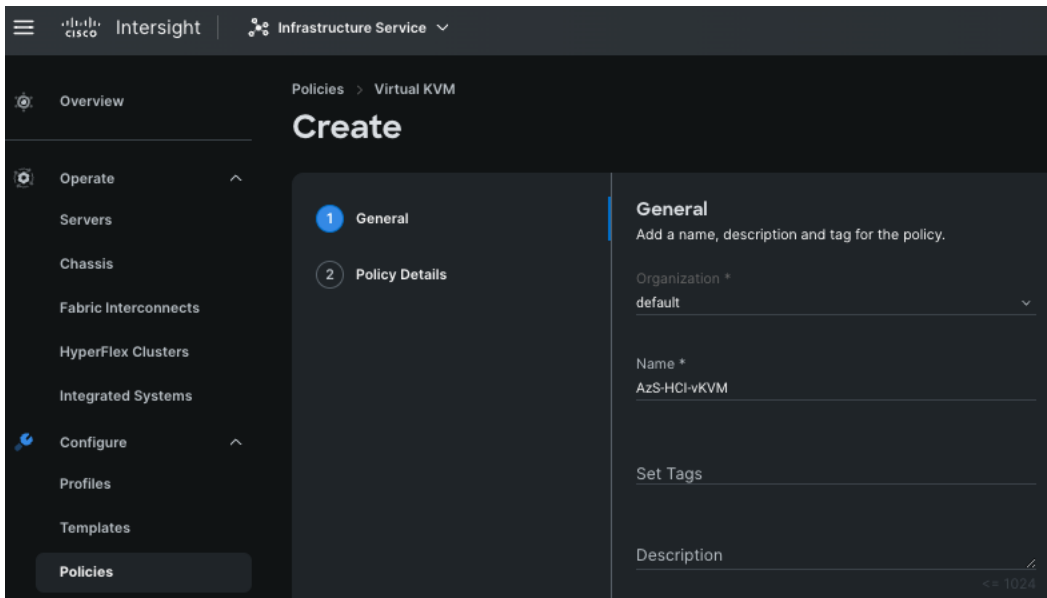 CISCO Intersight Infrastructure Service
Overview
Operate
Servers
Chassis
Fabric Interconnects
HyperFlex Clusters
Integrated Systems
Configure
Profiles
Templates
Policies
Policies > Virtual KVM
Create
1 General
2 Policy Details
General
Add a name, description and tag for the policy.
Organization *
default
Name *
AzS-HCI-vKVM
Set Tags
Description
<= 1024